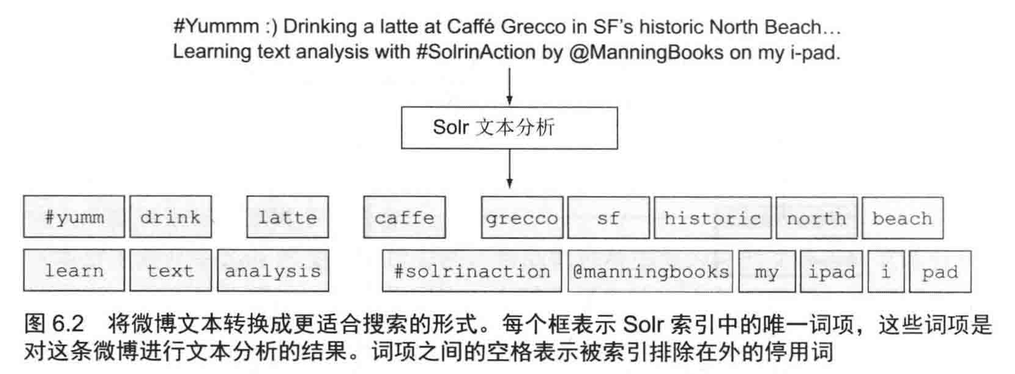 #Yummm :) Drinking a latte at Caffé Grecco in SF's historic North Beach...
Learning text analysis with #SolrinAction by @ManningBooks on my i-pad.
Solr 文本分析
#yumm drink latte caffe grecco sf historic north beach
learn text analysis #solrinaction @manningbooks my ipad i pad
图 6.2 将微博文本转换成更适合搜索的形式。每个框表示 Solr 索引中的唯一词项，这些词项是
对这条微博进行文本分析的结果。词项之间的空格表示被索引排除在外的停用词